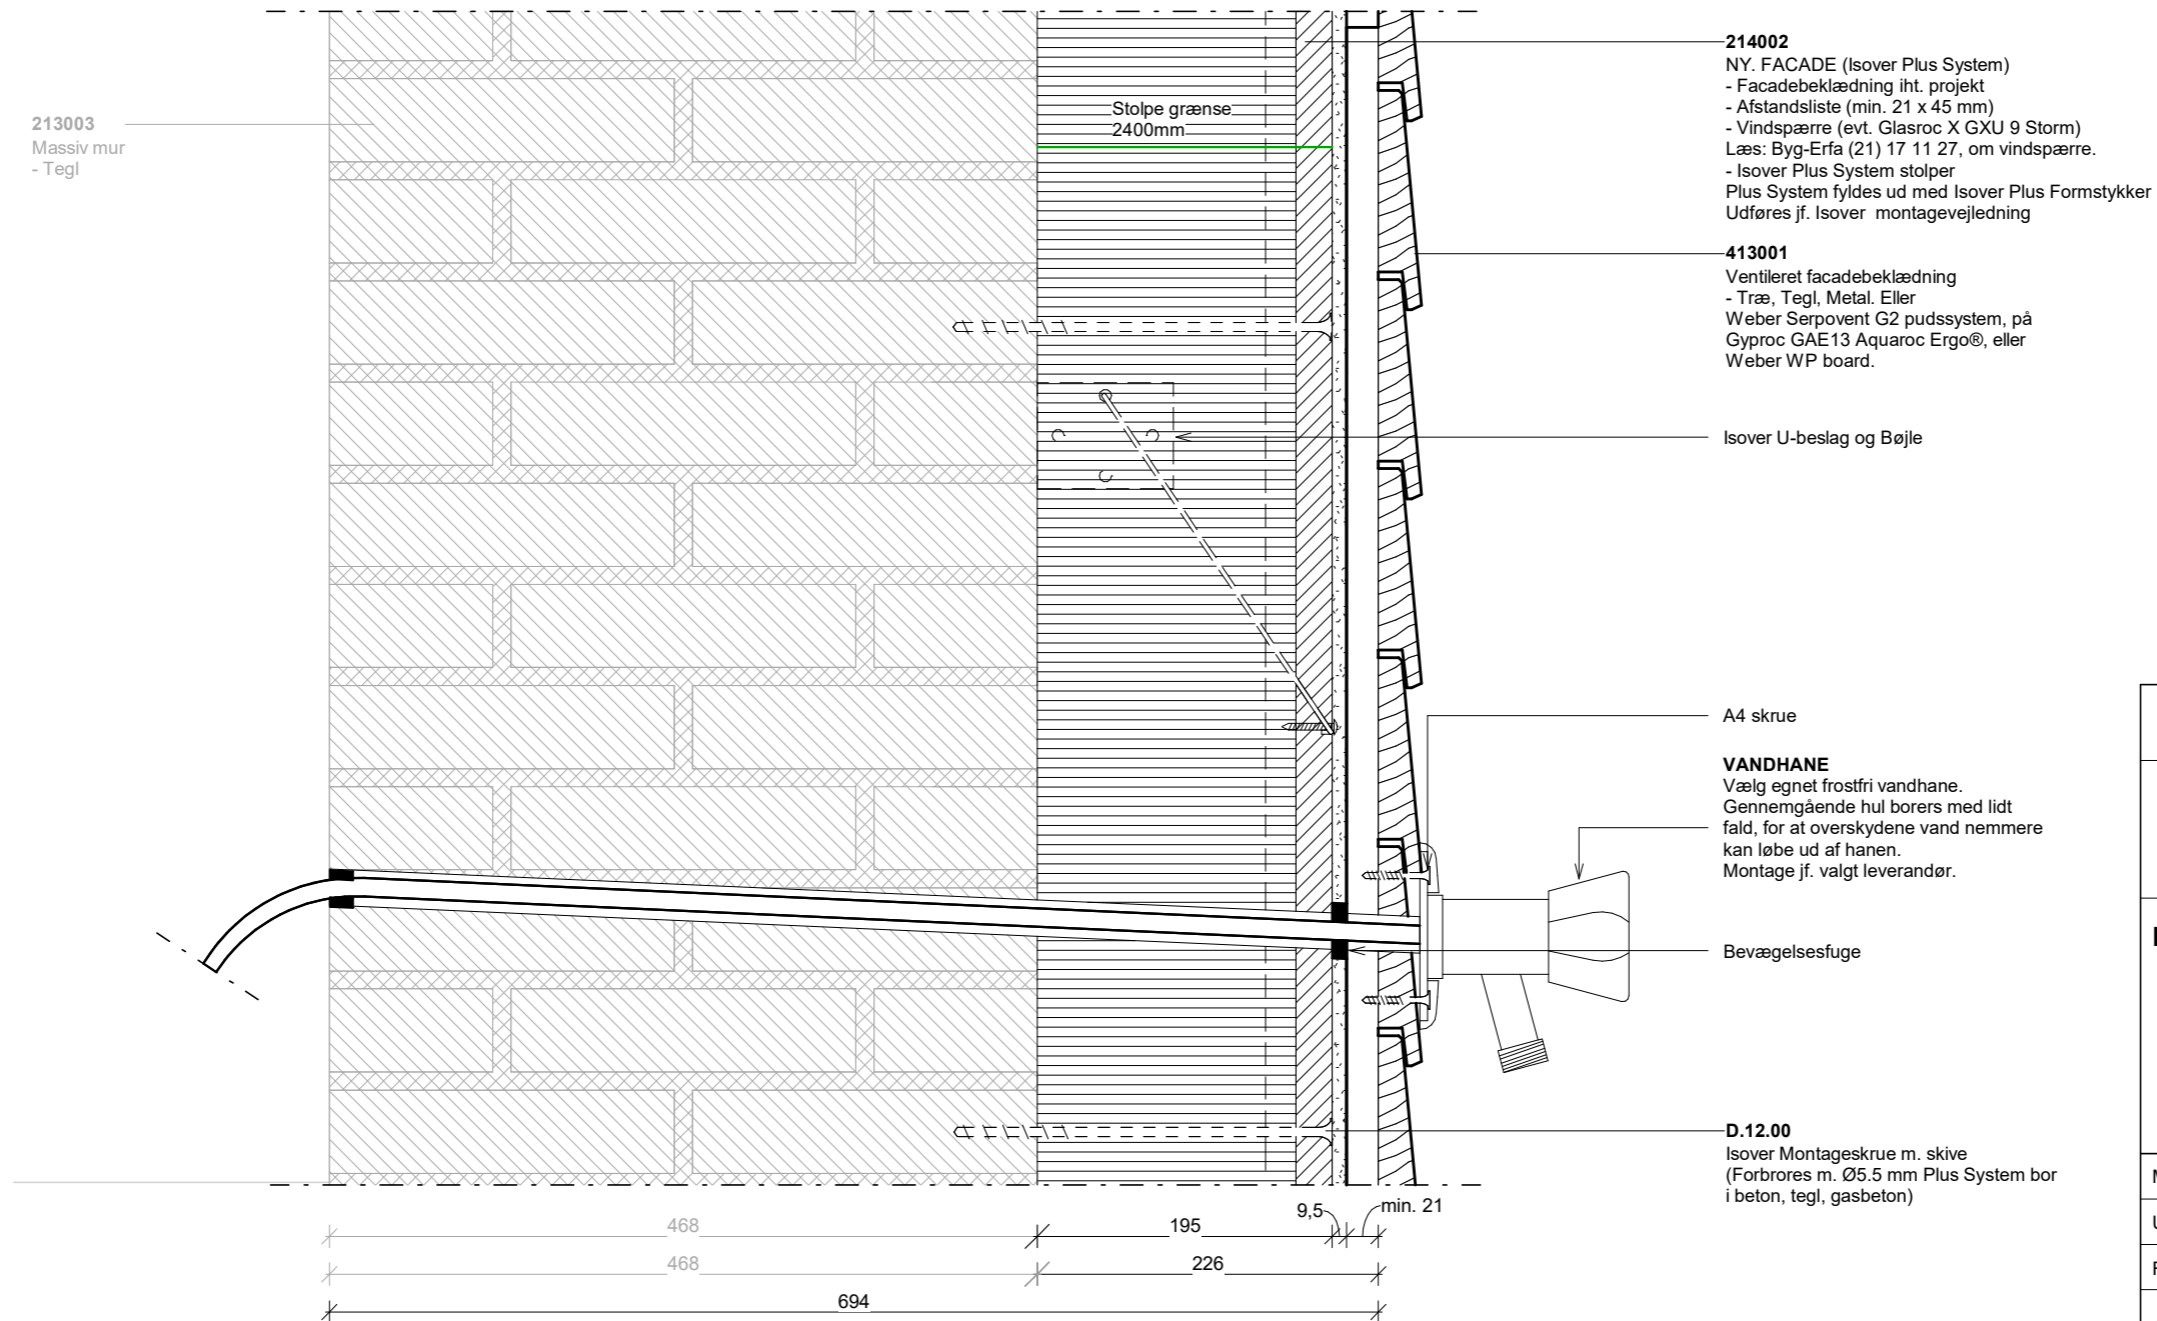 213003
Massiv mur
- Tegl
Stolpe grænse
2400mm
214002
NY. FACADE (Isover Plus System)
- Facadebeklædning iht. projekt
- Afstandsliste (min. 21 x 45 mm)
- Vindspærre (evt. Glasroc X GXU 9 Storm)
Læs: Byg-Erfa (21) 17 11 27, om vindspærre.
- Isover Plus System stolper
Plus System fyldes ud med Isover Plus Formstykker
Udføres jf. Isover montagevejledning
413001
Ventileret facadebeklædning
- Træ, Tegl, Metal. Eller
Weber Serpovent G2 pudssystem, på
Gyproc GAE13 Aquaroc Ergo®, eller
Weber WP board.
Isover U-beslag og Bøjle
A4 skrue
VANDHANE
Vælg egnet frostfri vandhane.
Gennemgående hul borers med lidt
fald, for at overskydene vand nemmere
kan løbe ud af hanen.
Montage jf. valgt leverandør.
Bevægelsesfuge
D.12.00
Isover Montageskrue m. skive
(Forbrores m. Ø5.5 mm Plus System bor
i beton, tegl, gasbeton)
468
195
9,5
min. 21
468
226
694